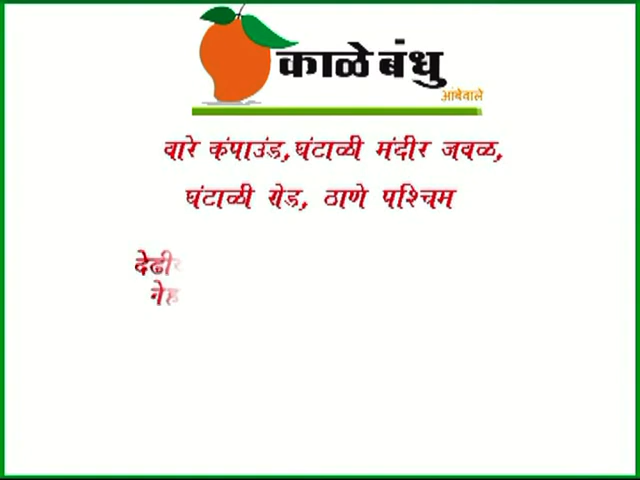 काळे बंधु
आंबेवाले
वारे कंपाउंड,घंटाळी मंदीर जवळ,
घंटाळी रोड, ठाणे पश्चिम